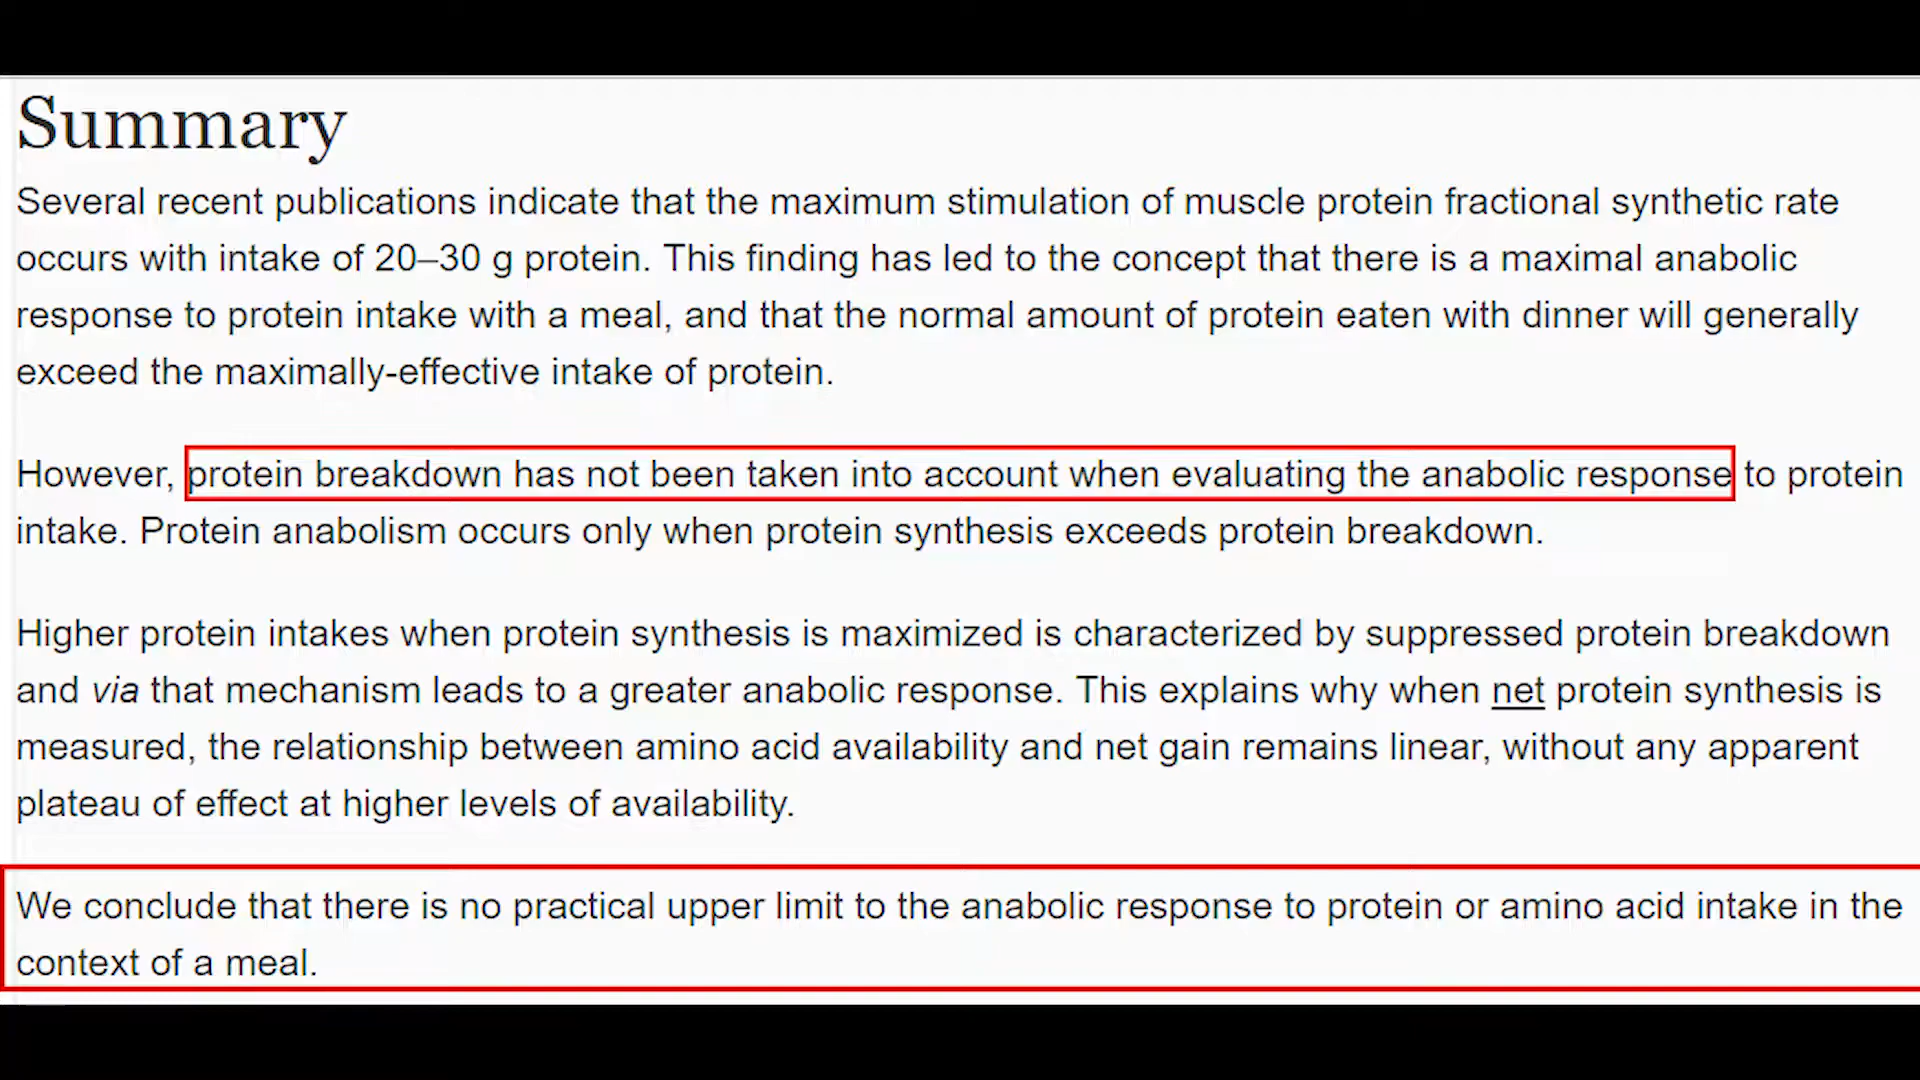 Summary
Several recent publications indicate that the maximum stimulation of muscle protein fractional synthetic rate
occurs with intake of 20–30 g protein. This finding has led to the concept that there is a maximal anabolic
response to protein intake with a meal, and that the normal amount of protein eaten with dinner will generally
exceed the maximally-effective intake of protein.
However, protein breakdown has not been taken into account when evaluating the anabolic response to protein
intake. Protein anabolism occurs only when protein synthesis exceeds protein breakdown.
Higher protein intakes when protein synthesis is maximized is characterized by suppressed protein breakdown
and via that mechanism leads to a greater anabolic response. This explains why when net protein synthesis is
measured, the relationship between amino acid availability and net gain remains linear, without any apparent
plateau of effect at higher levels of availability.
We conclude that there is no practical upper limit to the anabolic response to protein or amino acid intake in the
context of a meal.